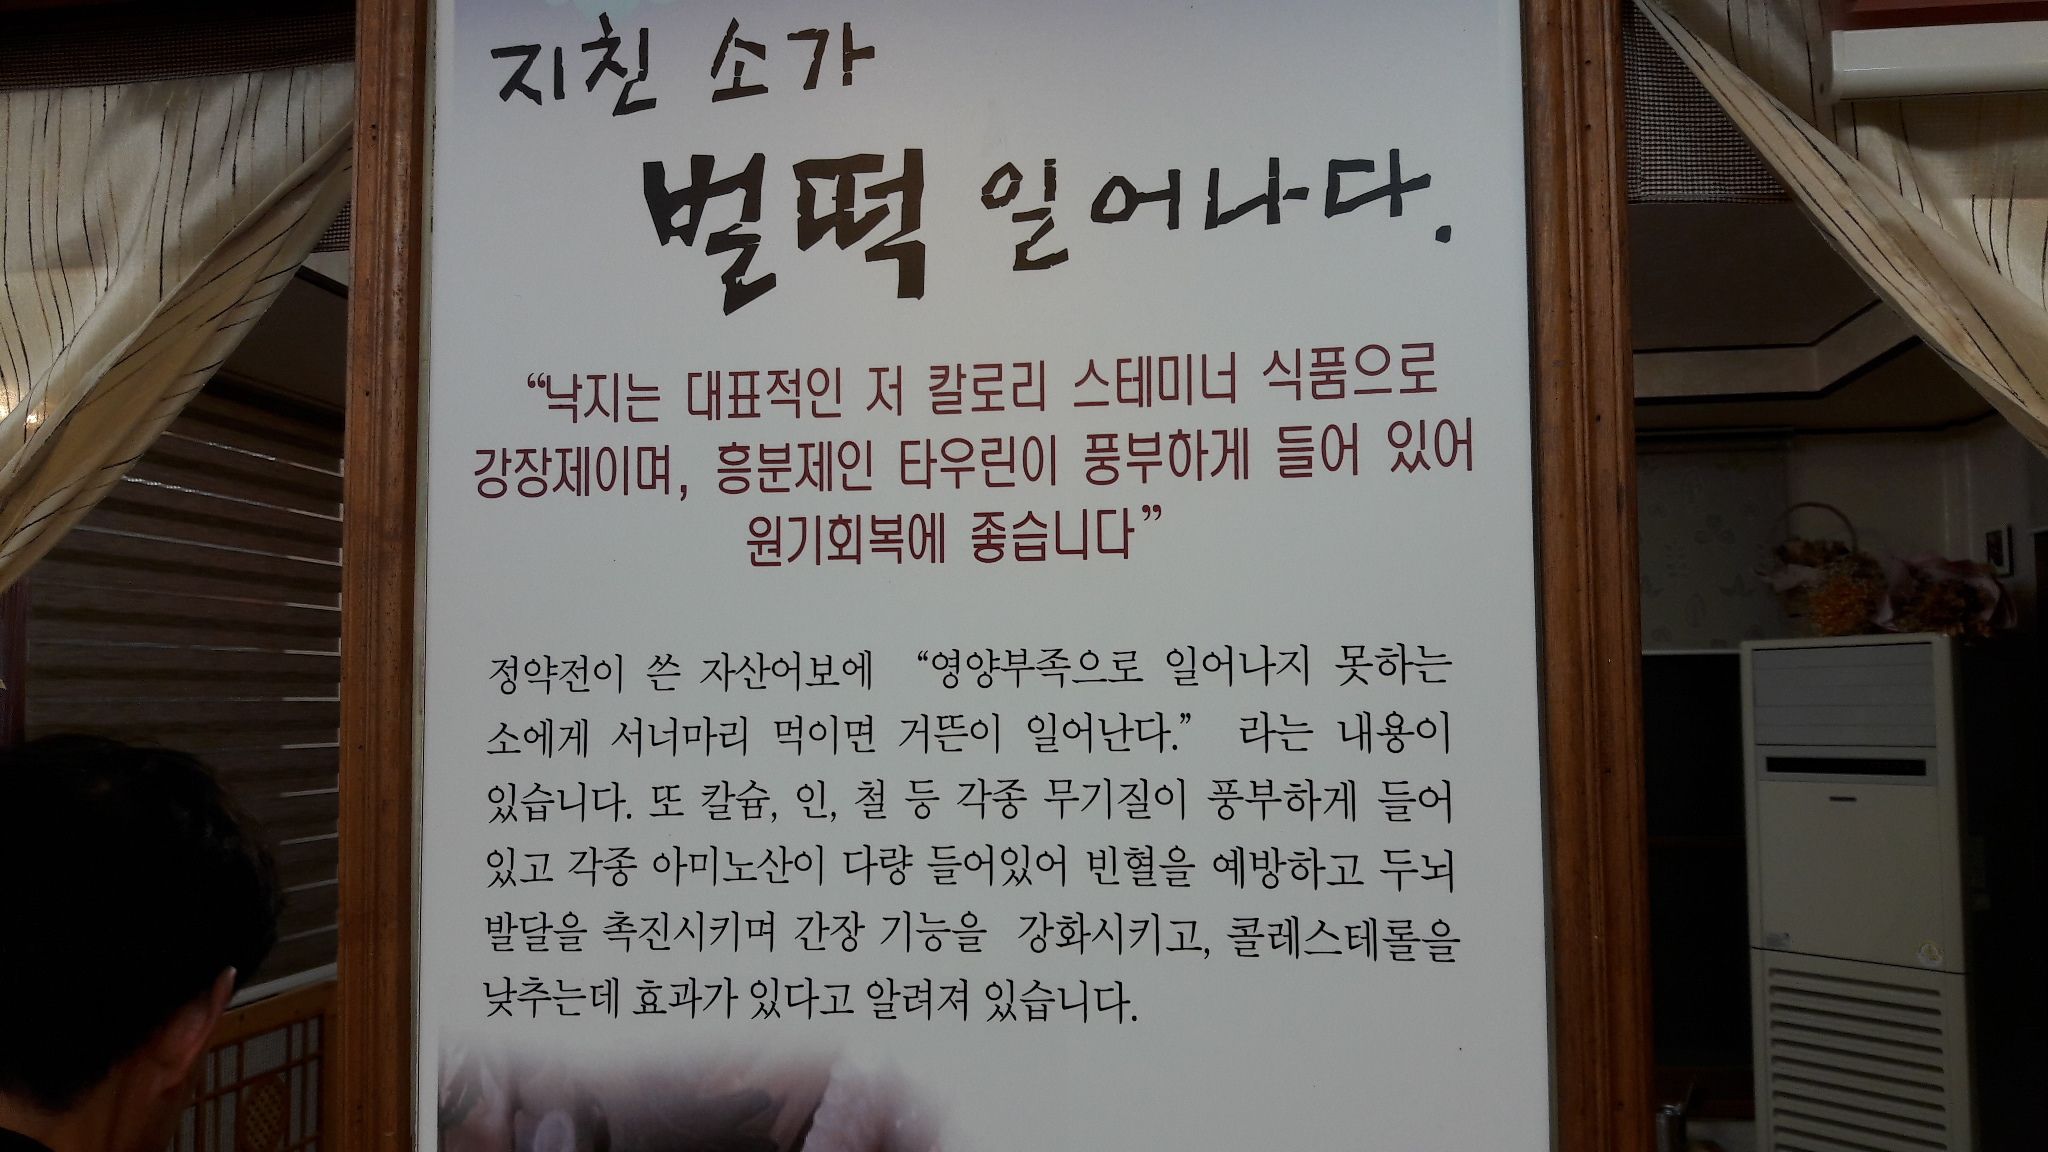 지친 소가
벌떡 일어나다.
“낙지는 대표적인 저 칼로리 스테미너 식품으로
강장제이며, 흥분제인 타우린이 풍부하게 들어 있어
원기회복에 좋습니다”
정약전이 쓴 자산어보에 “영양부족으로 일어나지 못하는
소에게 서너마리 먹이면 거뜬이 일어난다.” 라는 내용이
있습니다. 또 칼슘, 인, 철 등 각종 무기질이 풍부하게 들어
있고 각종 아미노산이 다량 들어있어 빈혈을 예방하고 두뇌
발달을 촉진시키며 간장 기능을 강화시키고, 콜레스테롤을
낮추는데 효과가 있다고 알려져 있습니다.